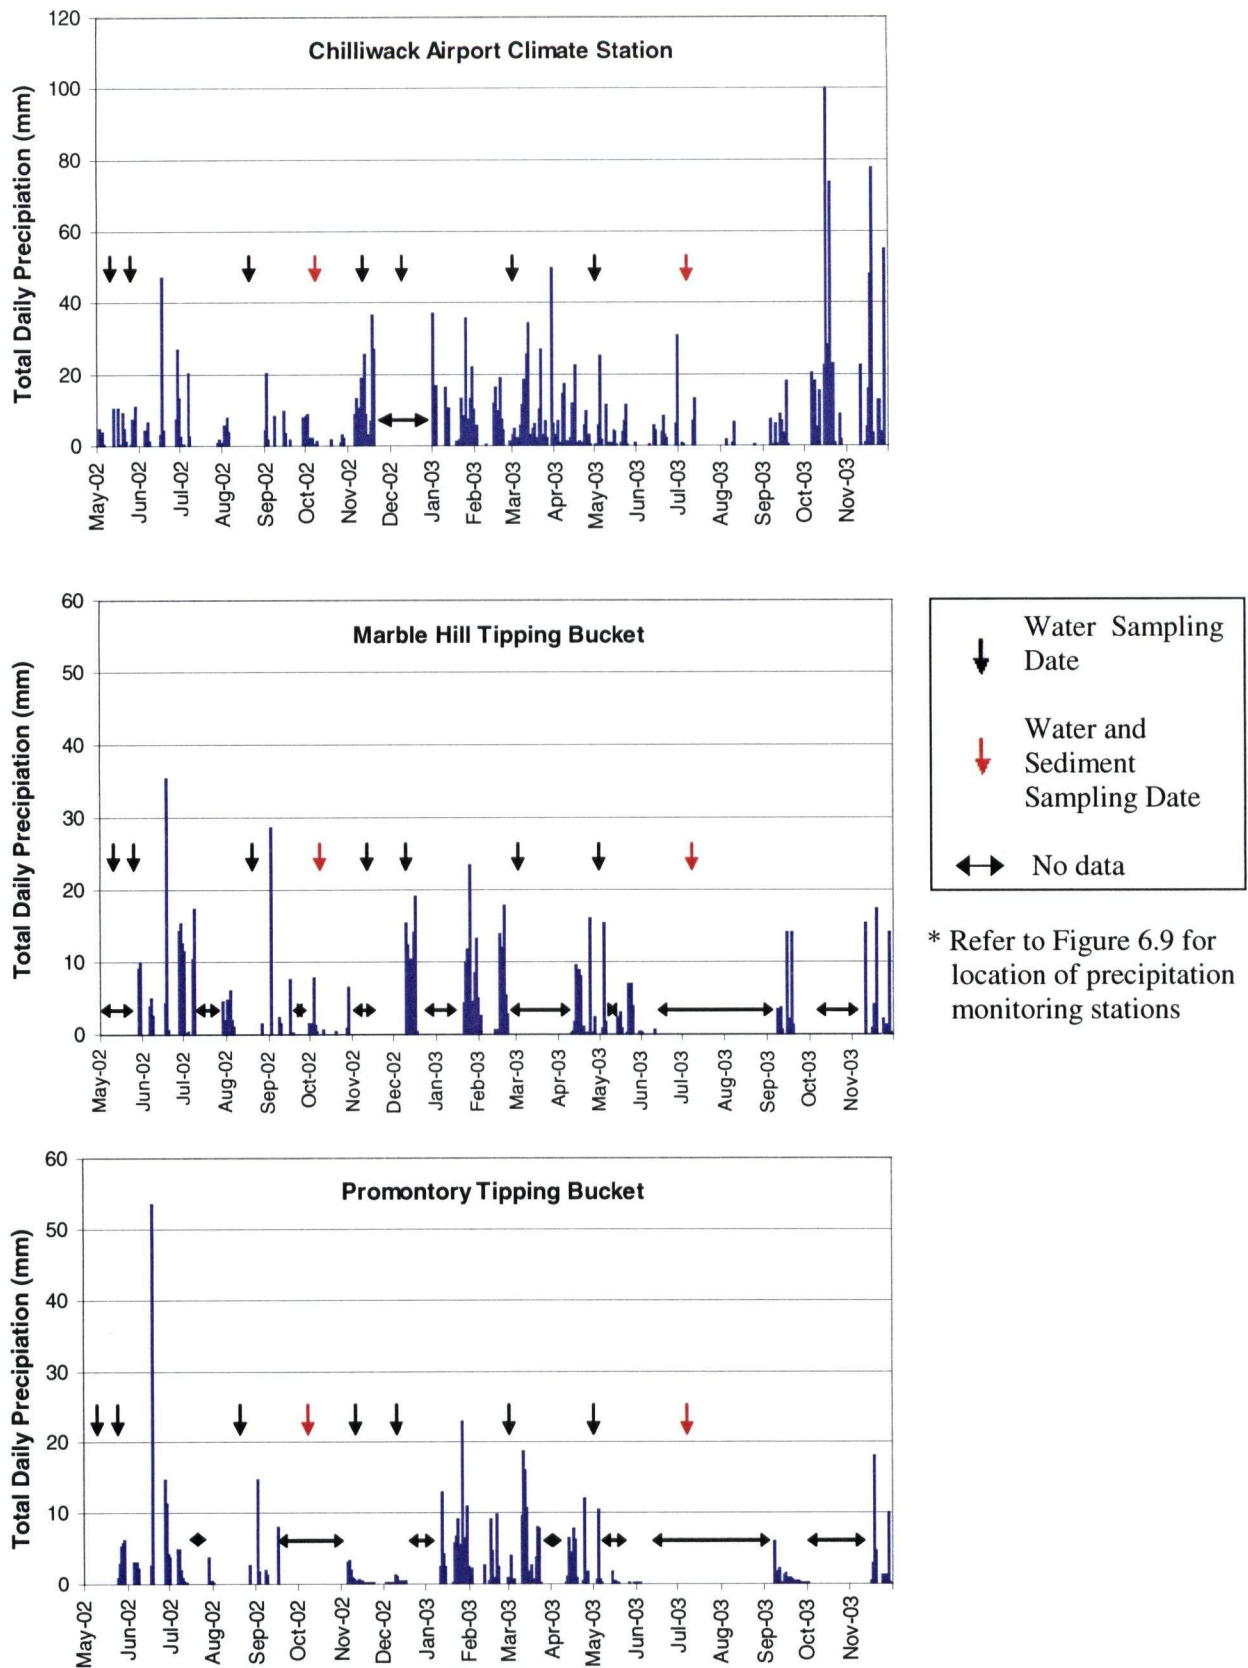 Chilliwack Airport Climate Station
Total Daily Precipiation (mm)
120
100
80
60
40
20
0
May-02
Jun-02
Jul-02
Aug-02
Sep-02
Oct-02
Nov-02
Dec-02
Jan-03
Feb-03
Mar-03
Apr-03
May-03
Jun-03
Jul-03
Aug-03
Sep-03
Oct-03
Nov-03
Marble Hill Tipping Bucket
Total Daily Precipiation (mm)
60
50
40
30
20
10
0
May-02
Jun-02
Jul-02
Aug-02
Sep-02
Oct-02
Nov-02
Dec-02
Jan-03
Feb-03
Mar-03
Apr-03
May-03
Jun-03
Jul-03
Aug-03
Sep-03
Oct-03
Nov-03
Water Sampling
Date
Water and
Sediment
Sampling Date
No data
* Refer to Figure 6.9 for
location of precipitation
monitoring stations
Promontory Tipping Bucket
Total Daily Precipiation (mm)
60
50
40
30
20
10
0
May-02
Jun-02
Jul-02
Aug-02
Sep-02
Oct-02
Nov-02
Dec-02
Jan-03
Feb-03
Mar-03
Apr-03
May-03
Jun-03
Jul-03
Aug-03
Sep-03
Oct-03
Nov-03